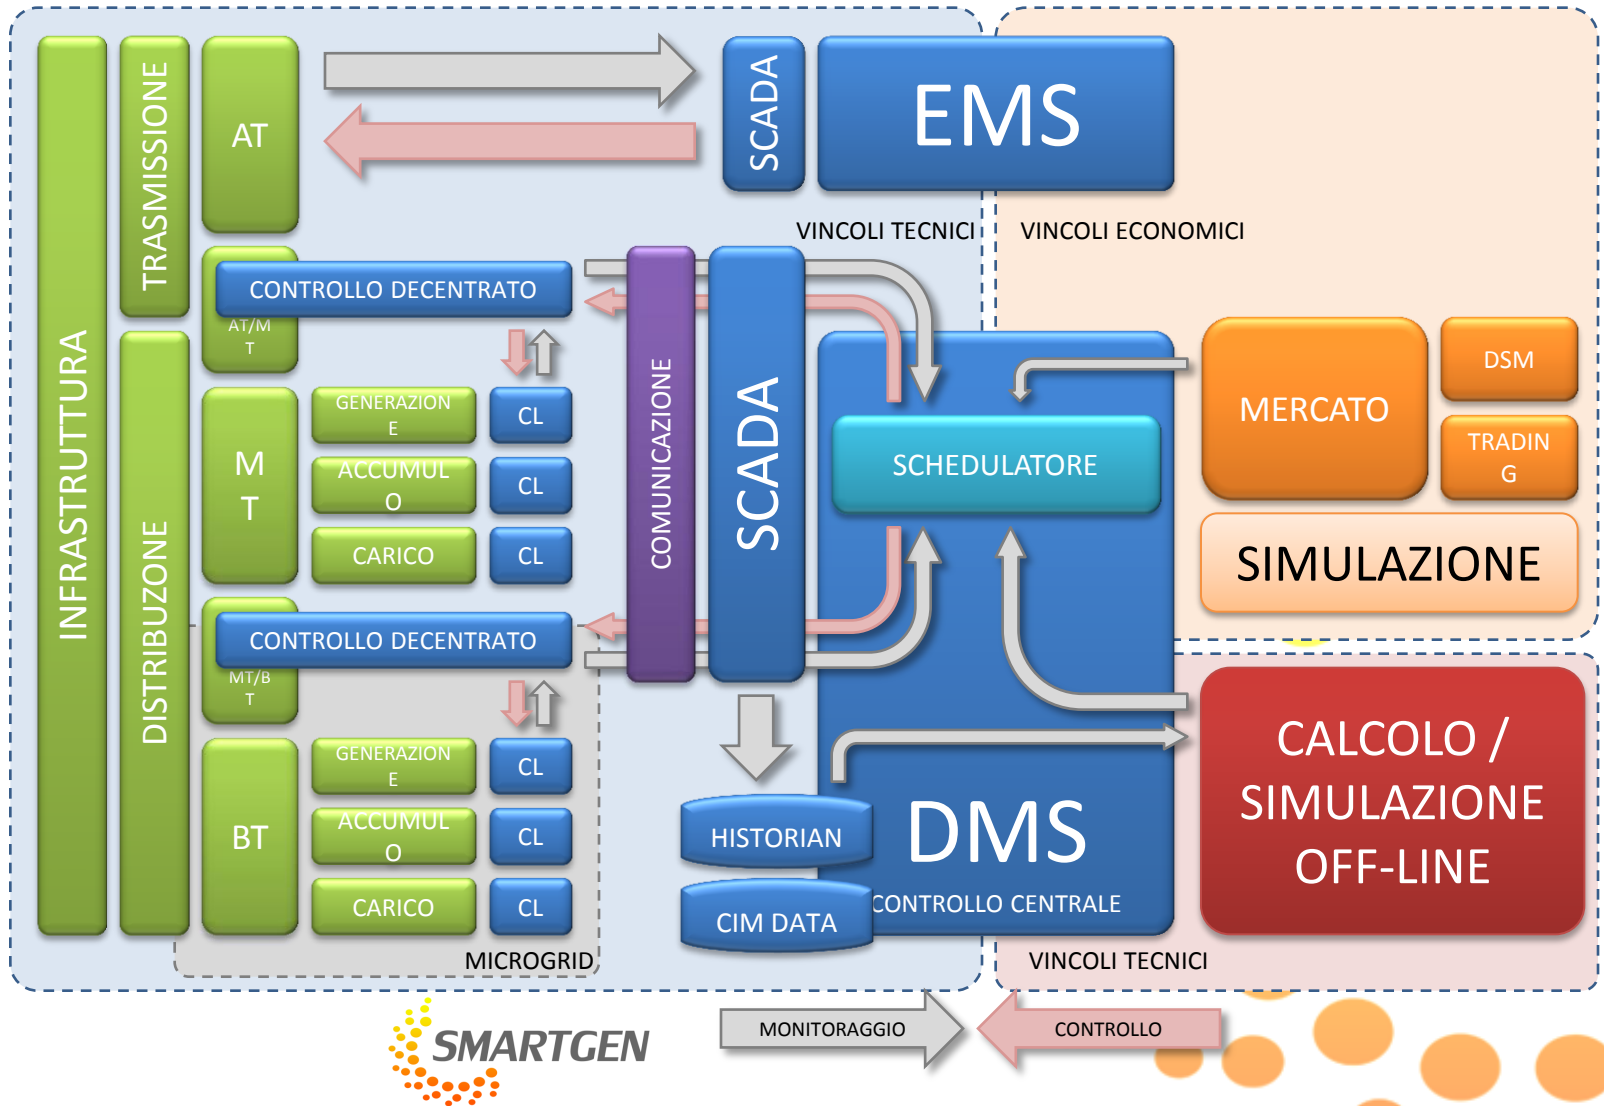 INFRASTRUTTURA
TRASMISSIONE
DISTRIBUZONE
AT
SCADA
EMS
VINCOLI TECNICI
VINCOLI ECONOMICI
CONTROLLO DECENTRATO
AT/M
T
M
T
GENERAZION
E
CL
ACCUMUL
O
CL
CARICO
CL
COMUNICAZIONE
SCADA
SCHEDULATORE
MERCATO
DSM
TRADIN
G
SIMULAZIONE
CONTROLLO DECENTRATO
MT/B
T
BT
GENERAZION
E
CL
ACCUMUL
O
CL
CARICO
CL
MICROGRID
HISTORIAN
CIM DATA
DMS
CONTROLLO CENTRALE
CALCOLO /
SIMULAZIONE
OFF-LINE
VINCOLI TECNICI
SMARTGEN
MONITORAGGIO
CONTROLLO